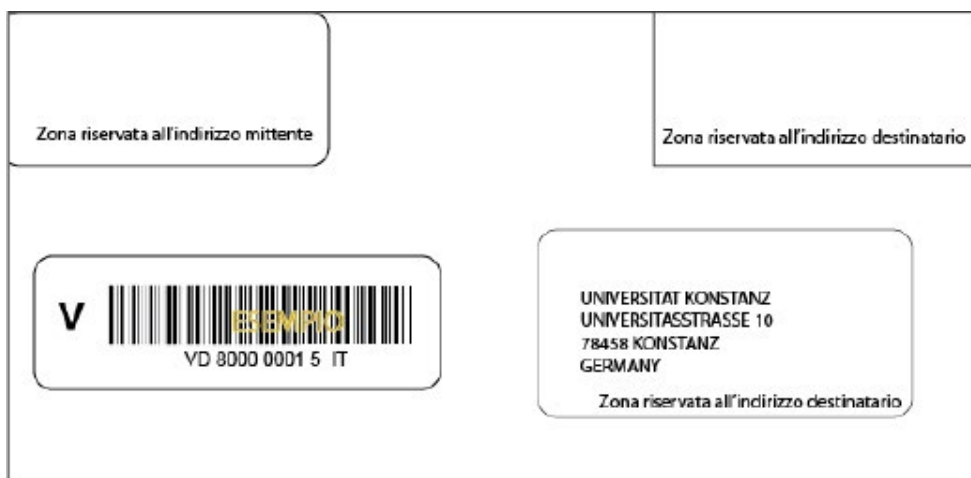 Zona riservata all'indirizzo mittente
Zona riservata all'indirizzo destinatario
V
ESEMPIO
VD 8000 0001 5 IT
UNIVERSITAT KONSTANZ
UNIVERSITASSTRASSE 10
78458 KONSTANZ
GERMANY
Zona riservata all'indirizzo destinatario